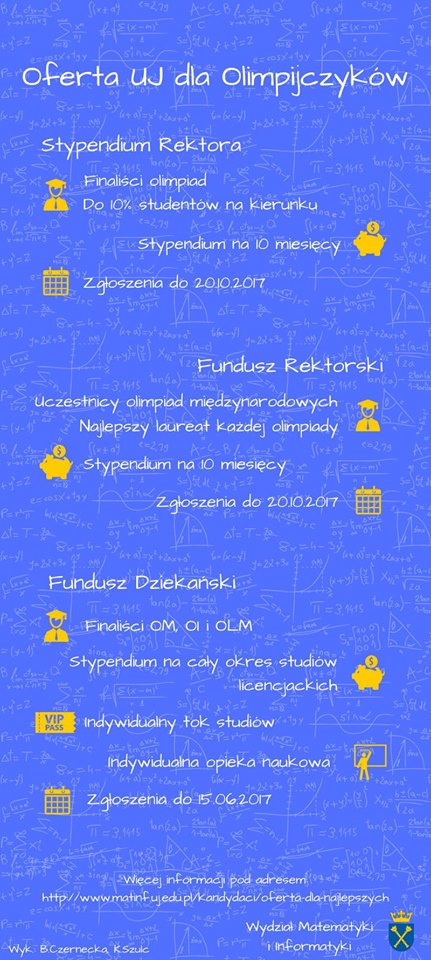 Oferta UJ dla Olimpijczyków
Stypendium Rektora
Finaliści olimpiad
Do 10% studentów na kierunku
Stypendium na 10 miesięcy
Zgłoszenia do 20.10.2017
Fundusz Rektorski
Uczestnicy olimpiad międzynarodowych
Najlepszy laureat każdej olimpiady
Stypendium na 10 miesięcy
Zgłoszenia do 20.10.2017
Fundusz Dziekański
Finaliści OM, OI i OLM
Stypendium na cały okres studiów
licencjackich
VIP
PASS
Indywidualny tok studiów
Indywidualna opieka naukowa
Zgłoszenia do 15.06.2017
Więcej informacji pod adresem:
http://www.matinf.uj.edu.pl/kandydaci/oferta-dla-najlepszych
Wydział Matematyki
i Informatyki
Wyk. B.Czernecka, K.Szulc